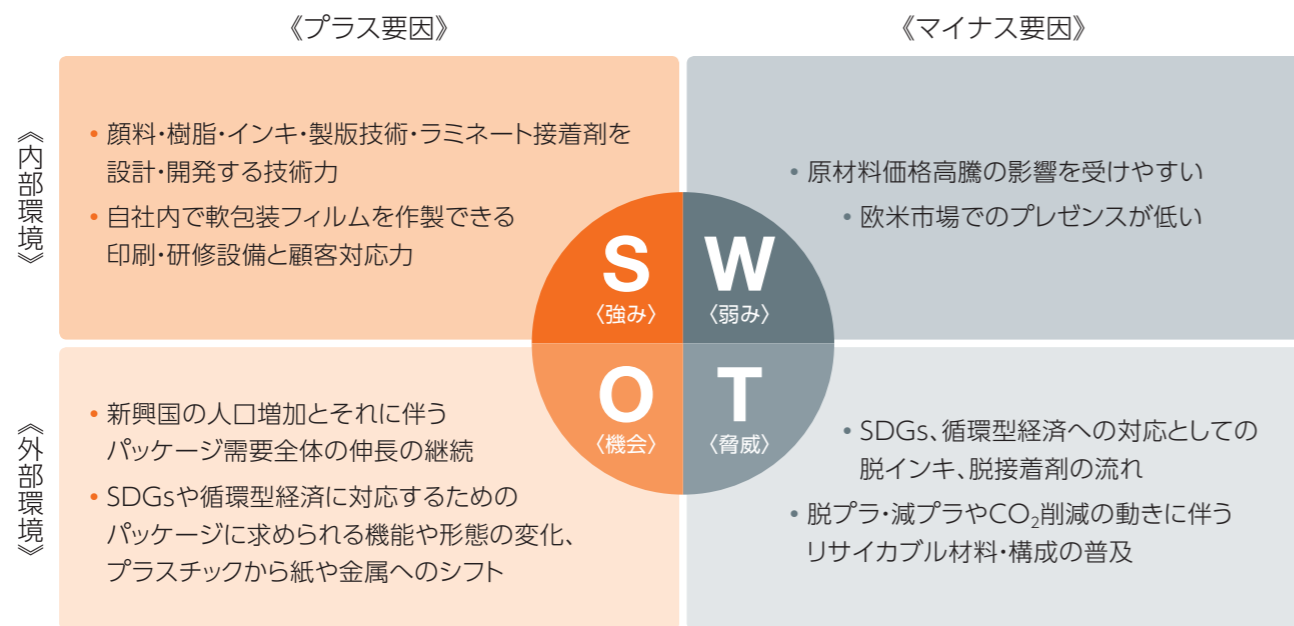 《プラス要因》
《マイナス要因》
《内部環境》
• 顔料・樹脂・インキ・製版技術・ラミネート接着剤を
設計・開発する技術力
• 自社内で軟包装フィルムを作製できる
印刷・研修設備と顧客対応力
• 原材料価格高騰の影響を受けやすい
• 欧米市場でのプレゼンスが低い
S
〈強み〉
W
〈弱み〉
O
〈機会〉
T
〈脅威〉
《外部環境》
• 新興国の人口増加とそれに伴う
パッケージ需要全体の伸長の継続
• SDGsや循環型経済に対応するための
パッケージに求められる機能や形態の変化、
プラスチックから紙や金属へのシフト
• SDGs、循環型経済への対応としての
脱インキ、脱接着剤の流れ
• 脱プラ・減プラやCO₂削減の動きに伴う
リサイカブル材料・構成の普及